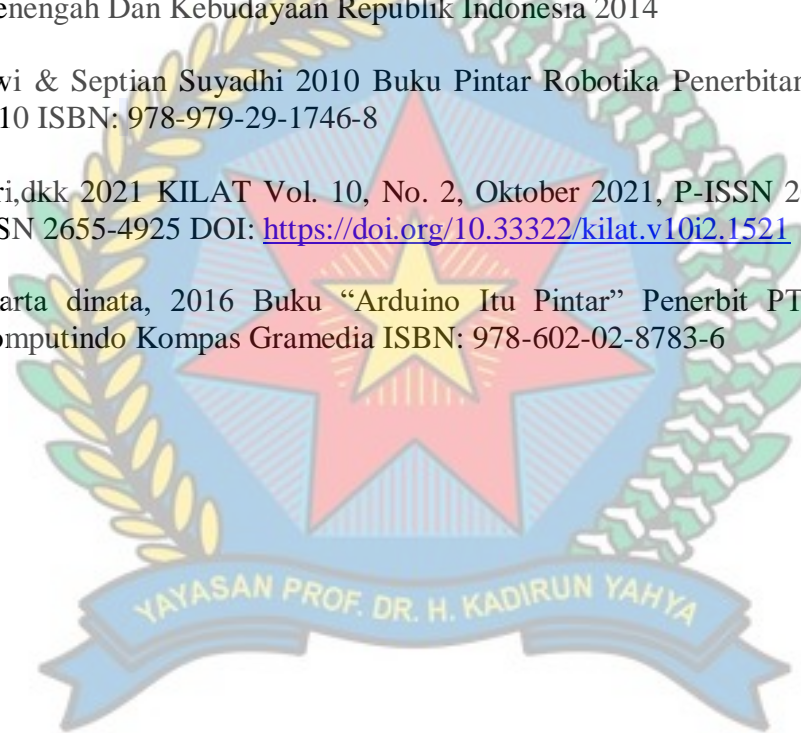 enengah Dan Kebudayaan Republik Indonesia 2014
wi & Septian Suyadhi 2010 Buku Pintar Robotika Penerbitan
10 ISBN: 978-979-29-1746-8
ri,dkk 2021 KILAT Vol. 10, No. 2, Oktober 2021, P-ISSN 2
SN 2655-4925 DOI: https://doi.org/10.33322/kilat.v10i2.1521
arta dinata, 2016 Buku “Arduino Itu Pintar” Penerbit PT
omputindo Kompas Gramedia ISBN: 978-602-02-8783-6
YAYASAN PROF. DR. H. KADIRUN YAHYA